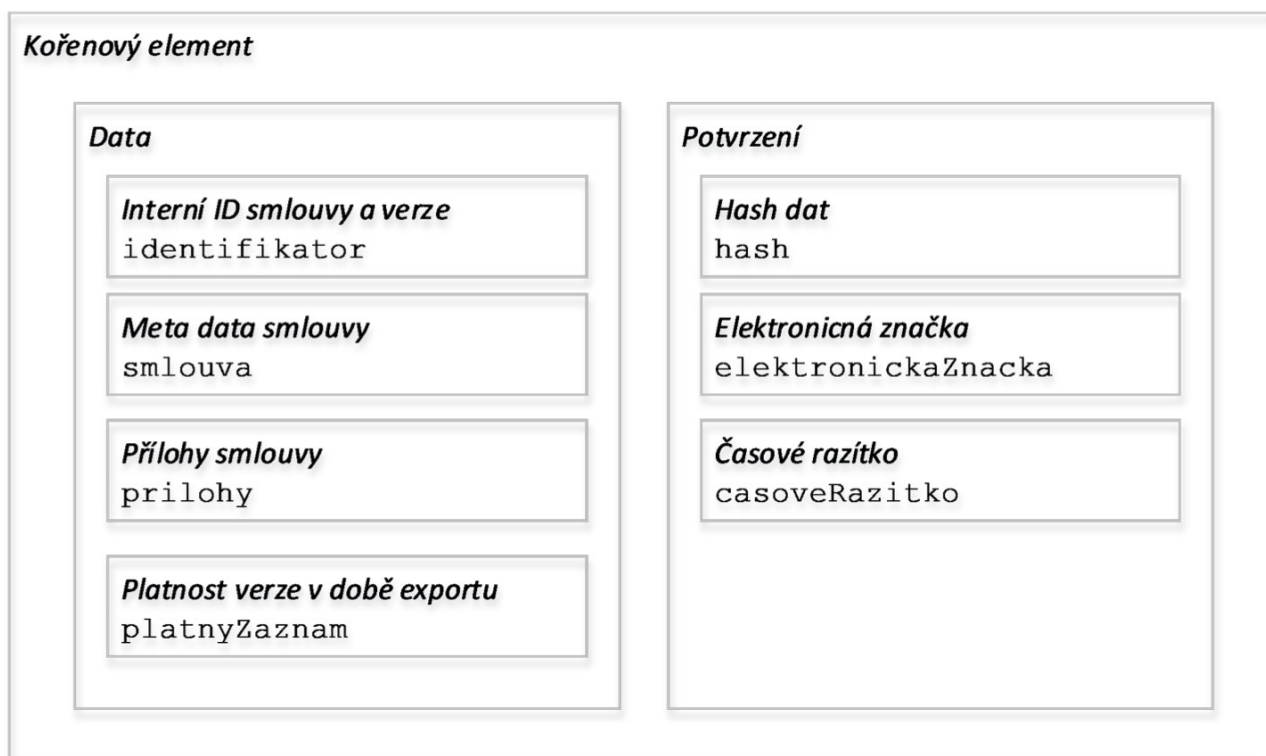 Kořenový element
Data
Interní ID smlouvy a verze
identifikator
Meta data smlouvy
smlouva
Přílohy smlouvy
prilohy
Platnost verze v době exportu
platnyZaznam
Potvrzení
Hash dat
hash
Elektronicná značka
elektronickaZnacka
Časové razítko
casoveRazitko